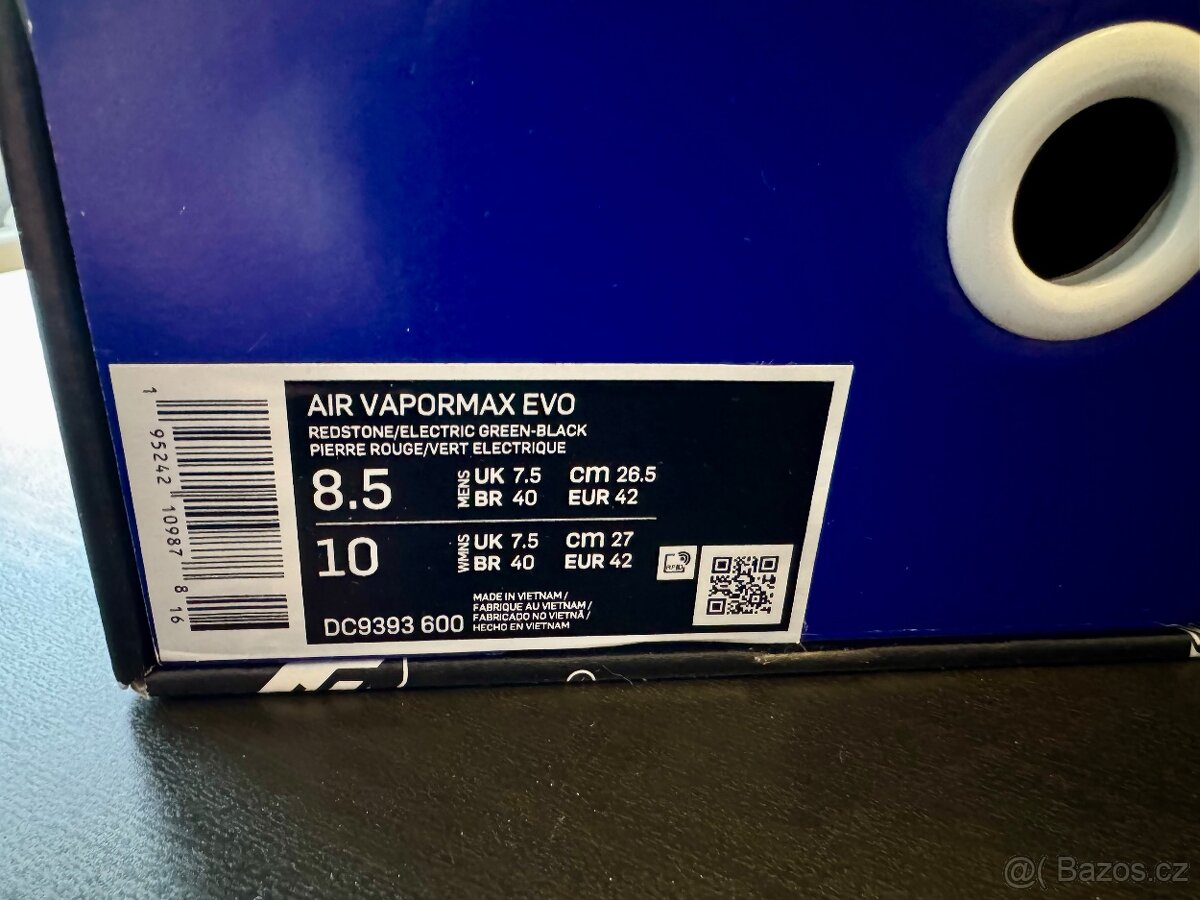 AIR VAPORMAX EVO
REDSTONE/ELECTRIC GREEN-BLACK
PIERRE ROUGE/VERT ELECTRIQUE
8.5 MENS UK 7.5 cm 26.5
BR 40 EUR 42
10 WMNS UK 7.5 cm 27
BR 40 EUR 42
RFID
DC9393 600
MADE IN VIETNAM /
FABRIQUE AU VIETNAM /
FABRICADO NO VIETNÃ /
HECHO EN VIETNAM
1 95242 10987 8 16
@( Bazos.cz